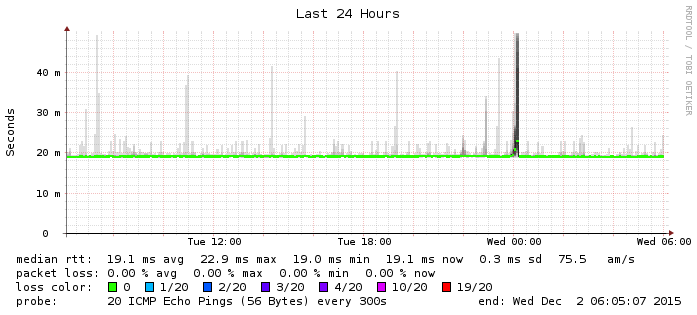 Last 24 Hours
RRDTOOL / TOBI OETIKER
Seconds
40 m
30 m
20 m
10 m
0
Tue 12:00 Tue 18:00 Wed 00:00 Wed 06:00
median rtt: 19.1 ms avg 22.9 ms max 19.0 ms min 19.1 ms now 0.3 ms sd 75.5 am/s
packet loss: 0.00 % avg 0.00 % max 0.00 % min 0.00 % now
loss color: 0 1/20 2/20 3/20 4/20 10/20 19/20
probe: 20 ICMP Echo Pings (56 Bytes) every 300s end: Wed Dec 2 06:05:07 2015